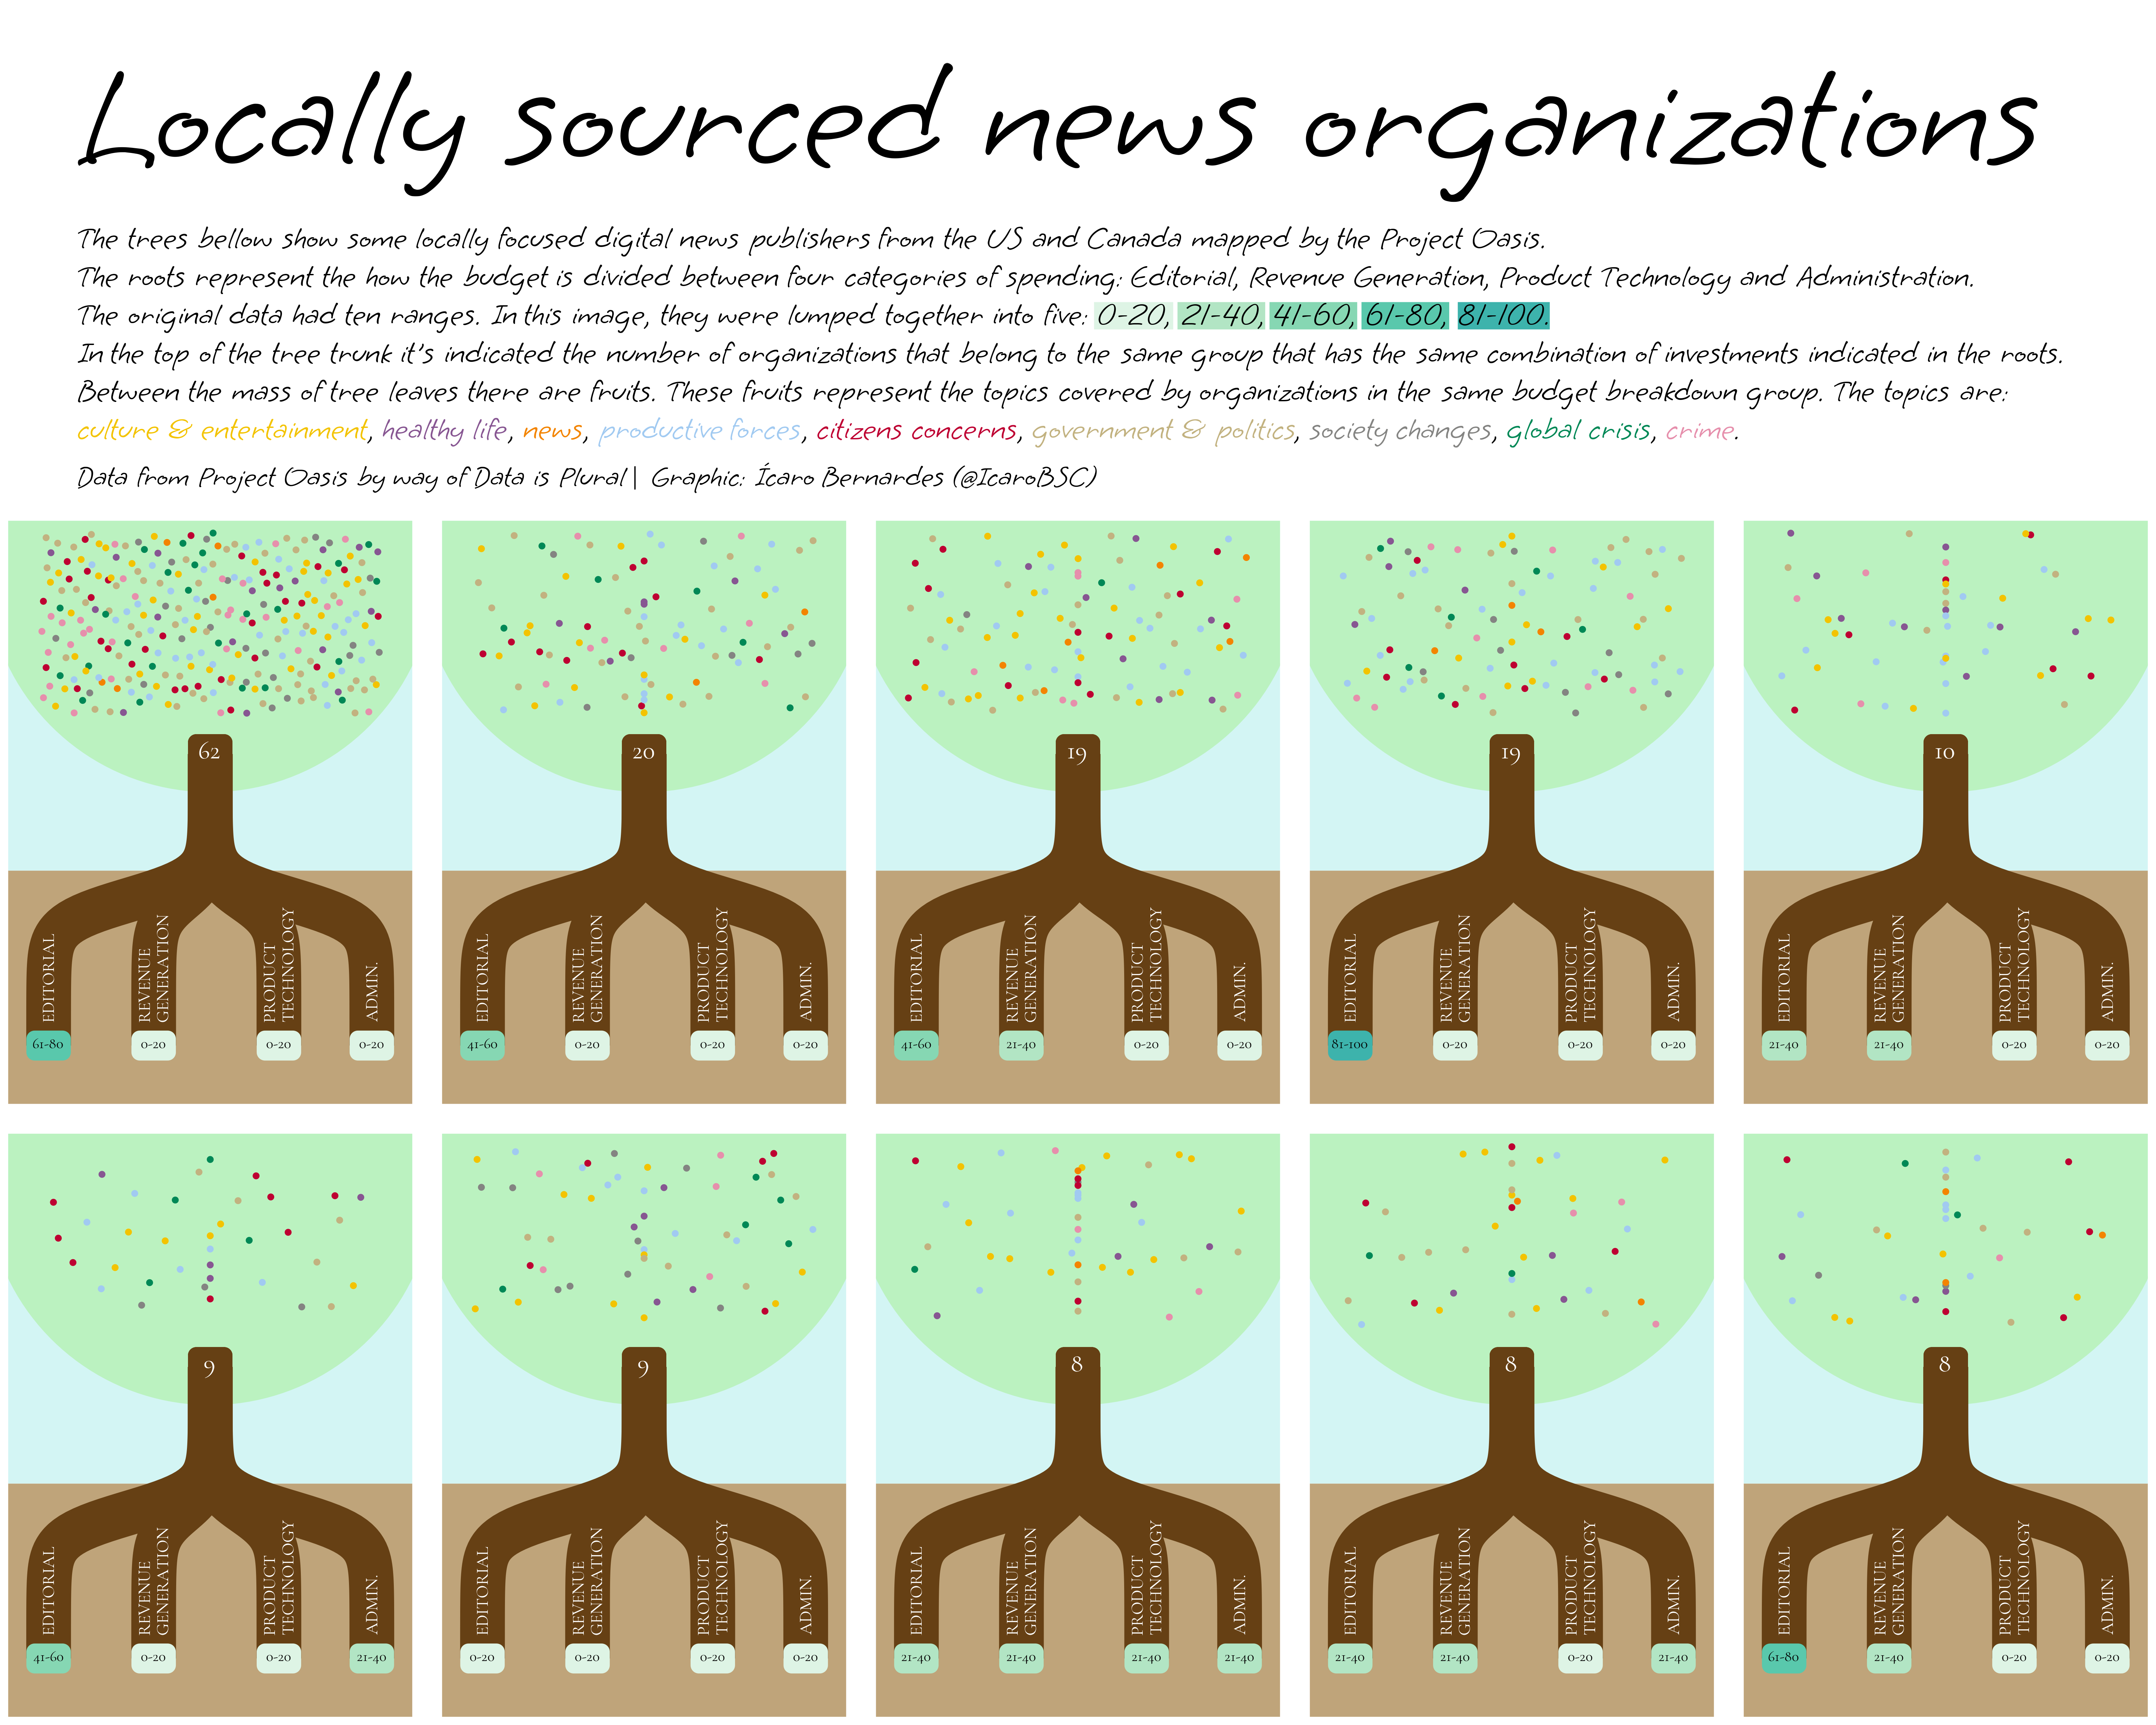 Locally sourced news organizations
The trees bellow show some locally focused digital news publishers from the US and Canada mapped by the Project Oasis.
The roots represent the how the budget is divided between four categories of spending: Editorial, Revenue Generation, Product Technology and Administration.
The original data had ten ranges. In this image, they were lumped together into five: 0-20, 21-40, 41-60, 61-80, 81-100.
In the top of the tree trunk it's indicated the number of organizations that belong to the same group that has the same combination of investments indicated in the roots.
Between the mass of tree leaves there are fruits. These fruits represent the topics covered by organizations in the same budget breakdown group. The topics are:
culture & entertainment, healthy life, news, productive forces, citizens concerns, government & politics, society changes, global crisis, crime.
Data from Project Oasis by way of Data is Plural | Graphic: Ícaro Bernardes (@IcaroBSC)
62
EDITORIAL
REVENUE
GENERATION
PRODUCT
TECHNOLOGY
ADMIN.
61-80
0-20
0-20
0-20
20
EDITORIAL
REVENUE
GENERATION
PRODUCT
TECHNOLOGY
ADMIN.
41-60
0-20
0-20
0-20
19
EDITORIAL
REVENUE
GENERATION
PRODUCT
TECHNOLOGY
ADMIN.
41-60
21-40
0-20
0-20
19
EDITORIAL
REVENUE
GENERATION
PRODUCT
TECHNOLOGY
ADMIN.
81-100
0-20
0-20
0-20
10
EDITORIAL
REVENUE
GENERATION
PRODUCT
TECHNOLOGY
ADMIN.
21-40
21-40
0-20
0-20
9
EDITORIAL
REVENUE
GENERATION
PRODUCT
TECHNOLOGY
ADMIN.
41-60
0-20
0-20
21-40
9
EDITORIAL
REVENUE
GENERATION
PRODUCT
TECHNOLOGY
ADMIN.
0-20
0-20
0-20
0-20
8
EDITORIAL
REVENUE
GENERATION
PRODUCT
TECHNOLOGY
ADMIN.
21-40
21-40
21-40
21-40
8
EDITORIAL
REVENUE
GENERATION
PRODUCT
TECHNOLOGY
ADMIN.
21-40
21-40
0-20
21-40
8
EDITORIAL
REVENUE
GENERATION
PRODUCT
TECHNOLOGY
ADMIN.
61-80
21-40
0-20
0-20